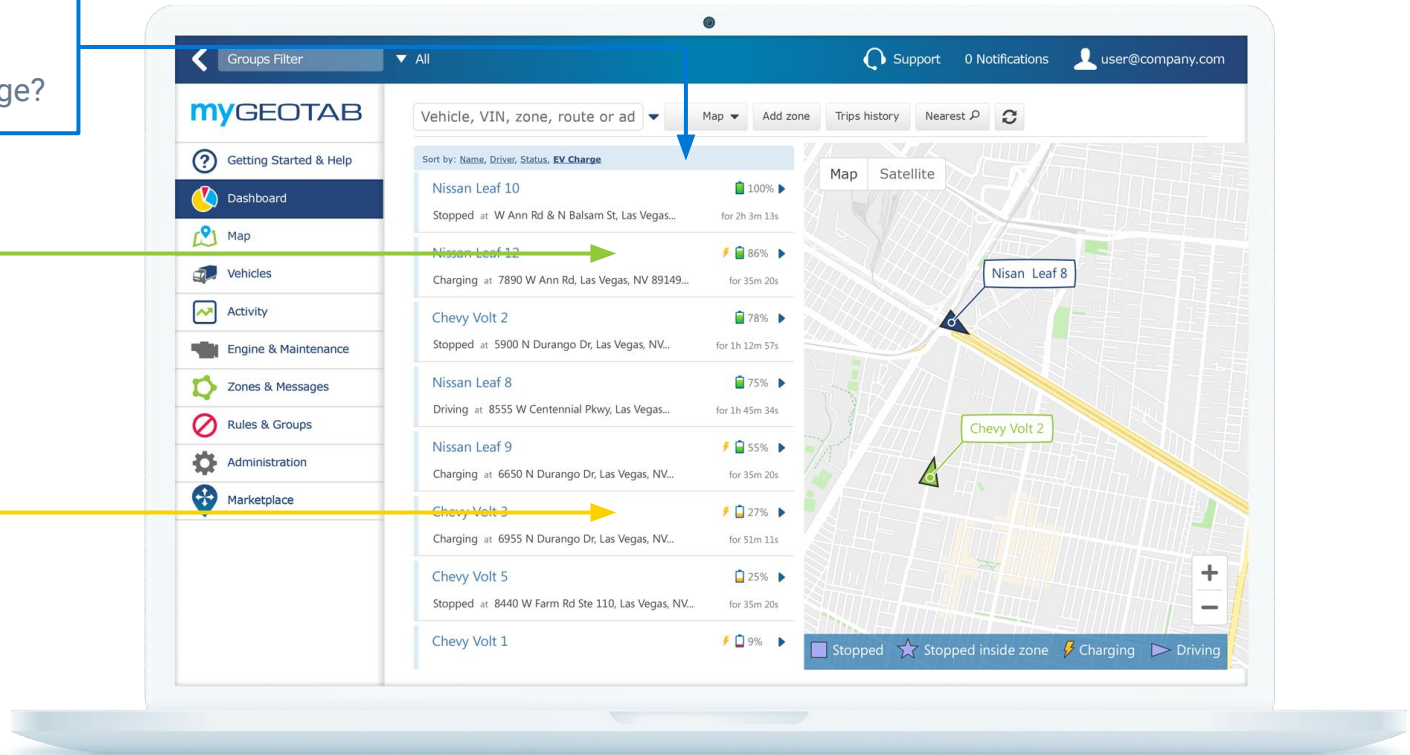 ge?
Groups Filter
All
Support
0 Notifications
user@company.com
myGEOTAB
Getting Started & Help
Dashboard
Map
Vehicles
Activity
Engine & Maintenance
Zones & Messages
Rules & Groups
Administration
Marketplace
Vehicle, VIN, zone, route or ad
Map
Add zone
Trips history
Nearest
Sort by: Name, Driver, Status, EV Charge
Nissan Leaf 10 100%
Stopped at W Ann Rd & N Balsam St, Las Vegas... for 2h 3m 13s
Nissan Leaf 12 86%
Charging at 7890 W Ann Rd, Las Vegas, NV 89149... for 35m 20s
Chevy Volt 2 78%
Stopped at 5900 N Durango Dr, Las Vegas, NV... for 1h 12m 57s
Nissan Leaf 8 75%
Driving at 8555 W Centennial Pkwy, Las Vegas... for 1h 45m 34s
Nissan Leaf 9 55%
Charging at 6650 N Durango Dr, Las Vegas, NV... for 35m 20s
Chevy Volt 3 27%
Charging at 6955 N Durango Dr, Las Vegas, NV... for 51m 11s
Chevy Volt 5 25%
Stopped at 8440 W Farm Rd Ste 110, Las Vegas, NV... for 35m 20s
Chevy Volt 1 9%
Map
Satellite
Nisan Leaf 8
Chevy Volt 2
+
−
Stopped
Stopped inside zone
Charging
Driving